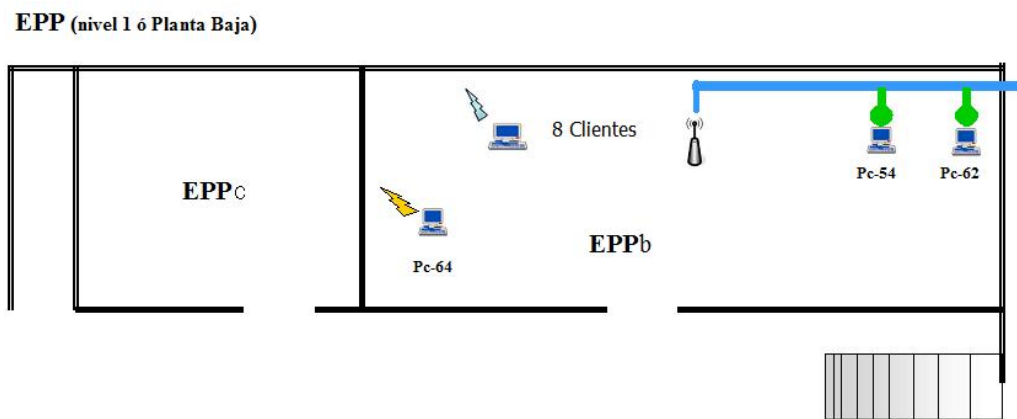 EPP (nivel 1 ó Planta Baja)
8 Clientes
Pc-54
Pc-62
EPPc
EPPb
Pc-64